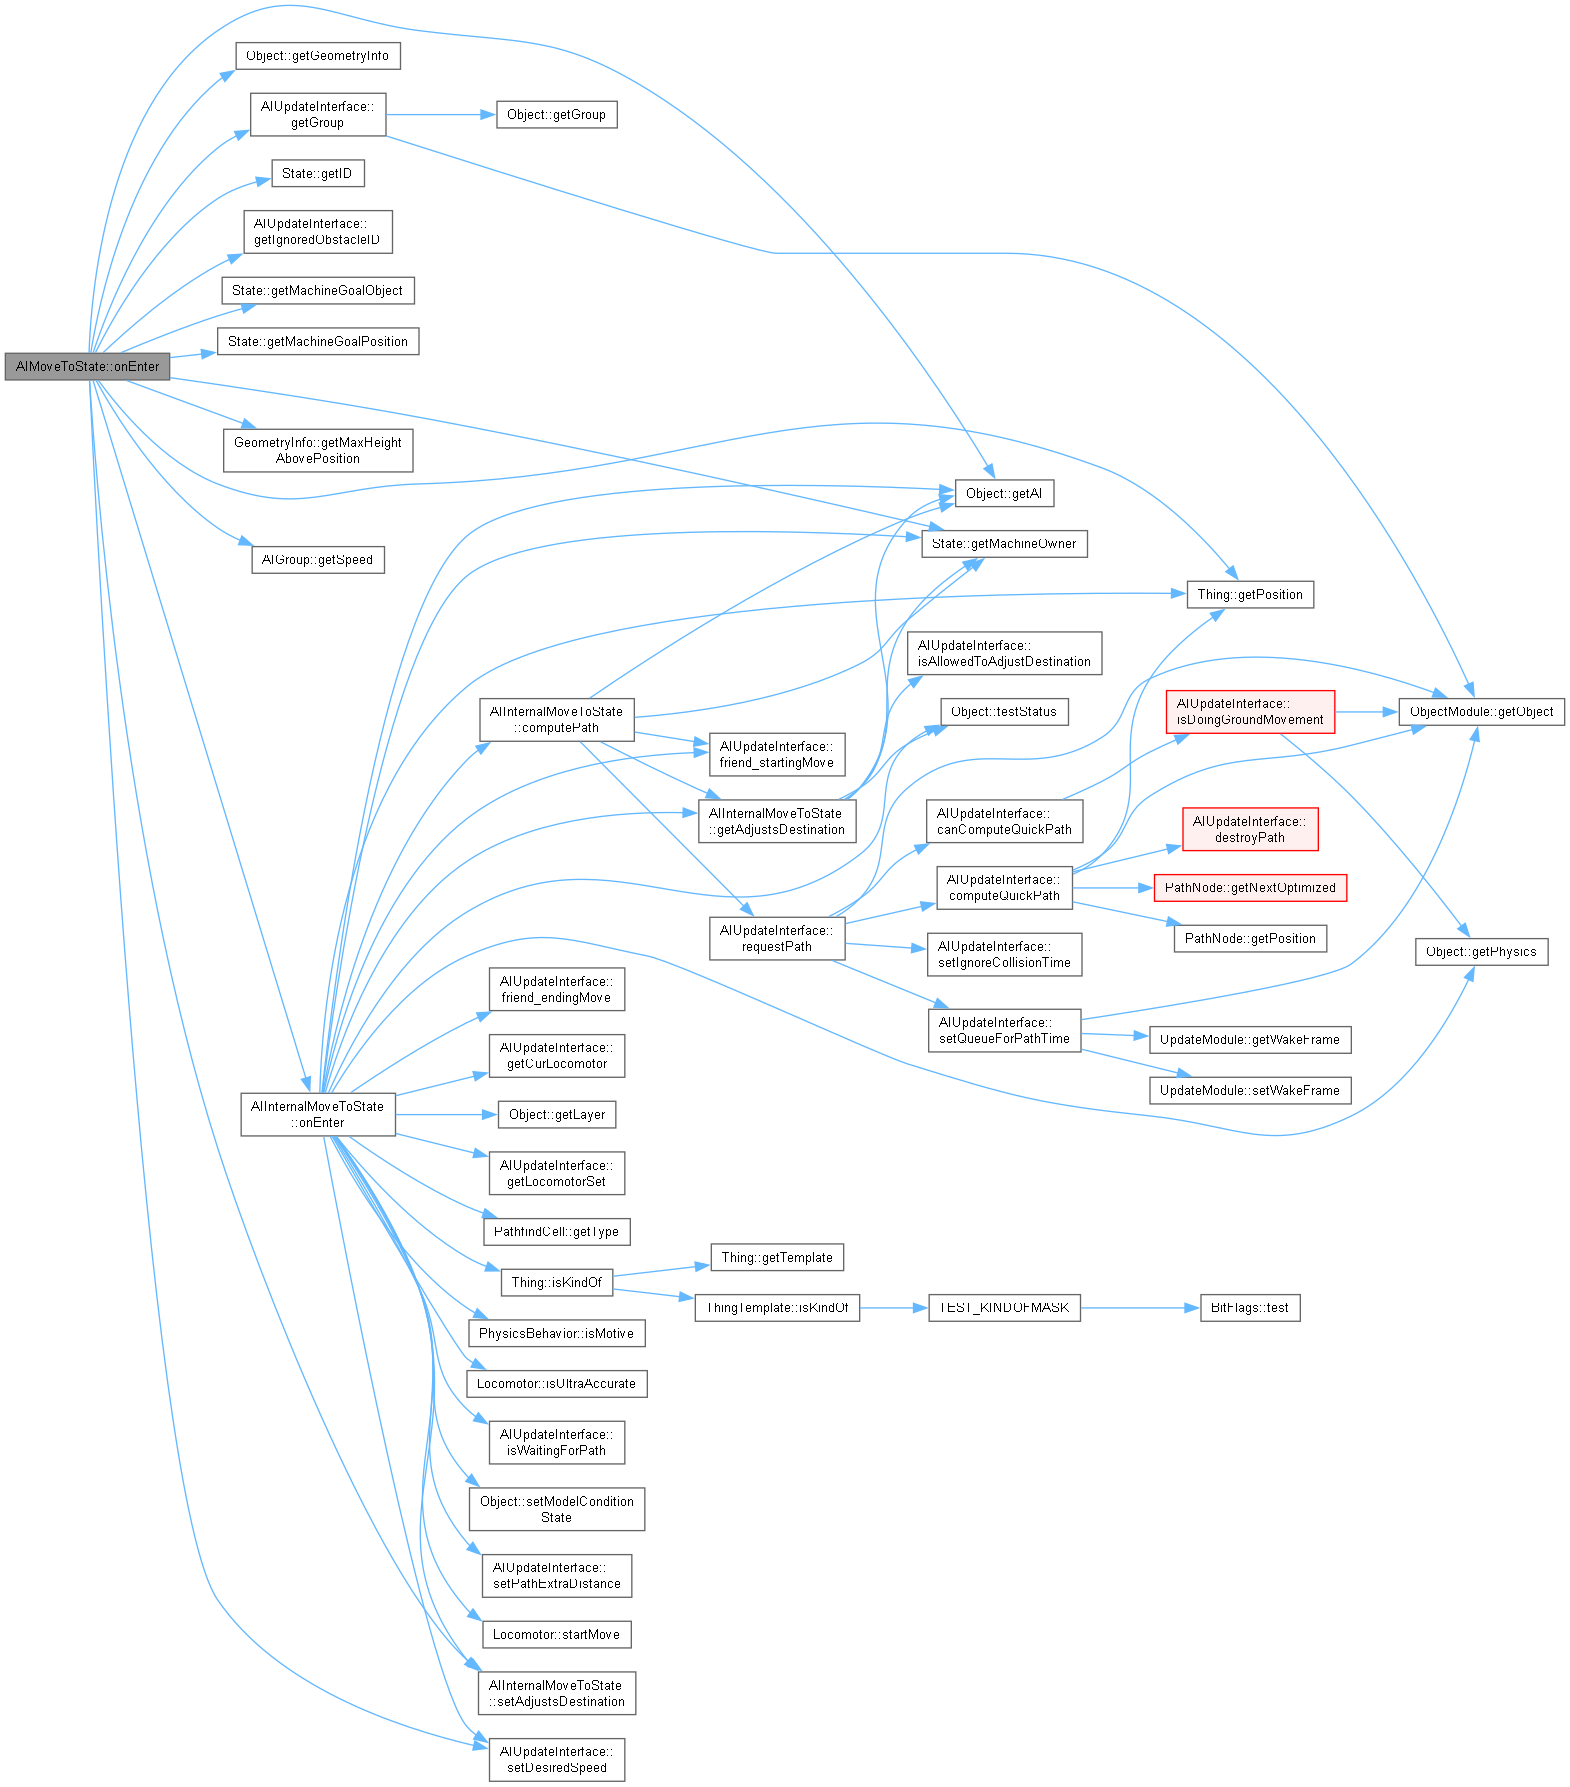 Object::getGeometryInfo
AIUpdateInterface::
getGroup
Object::getGroup
State::getID
AIUpdateInterface::
getIgnoredObstacleID
State::getMachineGoalObject
State::getMachineGoalPosition
AIMoveToState::onEnter
GeometryInfo::getMaxHeight
AbovePosition
AIGroup::getSpeed
Object::getAI
State::getMachineOwner
Thing::getPosition
AIUpdateInterface::
isAllowedToAdjustDestination
AIInternalMoveToState
::computePath
Object::testStatus
AIUpdateInterface::
isDoingGroundMovement
ObjectModule::getObject
AIUpdateInterface::
friend_startingMove
AIInternalMoveToState
::getAdjustsDestination
AIUpdateInterface::
canComputeQuickPath
AIUpdateInterface::
destroyPath
AIUpdateInterface::
computeQuickPath
PathNode::getNextOptimized
AIUpdateInterface::
requestPath
PathNode::getPosition
AIUpdateInterface::
setIgnoreCollisionTime
Object::getPhysics
AIUpdateInterface::
friend_endingMove
AIUpdateInterface::
setQueueForPathTime
UpdateModule::getWakeFrame
AIUpdateInterface::
getCurLocomotor
UpdateModule::setWakeFrame
AIInternalMoveToState
::onEnter
Object::getLayer
AIUpdateInterface::
getLocomotorSet
PathfindCell::getType
Thing::getTemplate
Thing::isKindOf
ThingTemplate::isKindOf
TEST_KINDOFMASK
BitFlags::test
PhysicsBehavior::isMotive
Locomotor::isUltraAccurate
AIUpdateInterface::
isWaitingForPath
Object::setModelCondition
State
AIUpdateInterface::
setPathExtraDistance
Locomotor::startMove
AIInternalMoveToState
::setAdjustsDestination
AIUpdateInterface::
setDesiredSpeed